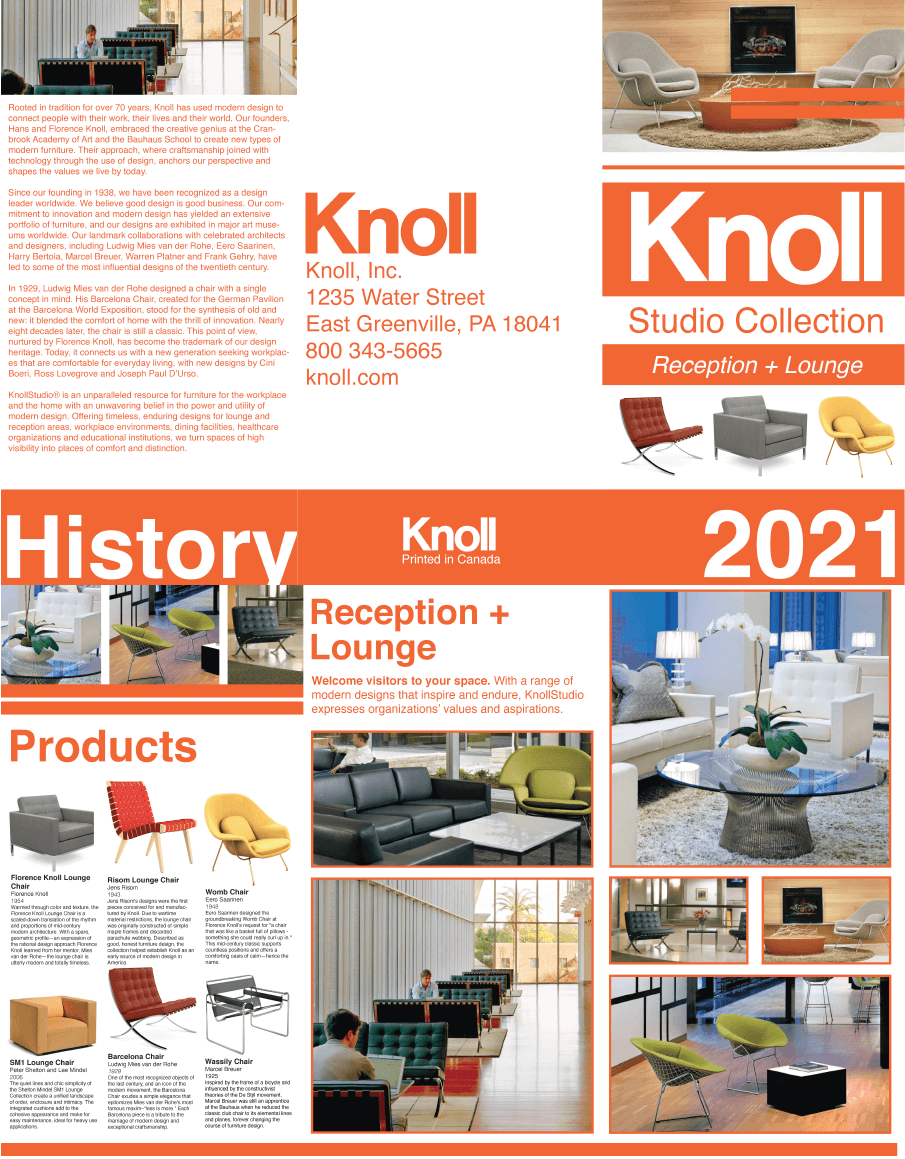 Rooted in tradition for over 70 years, Knoll has used modern design to
connect people with their work, their lives and their world. Our founders,
Hans and Florence Knoll, embraced the creative genius at the Cran-
brook Academy of Art and the Bauhaus School to create new types of
modern furniture. Their approach, where craftsmanship joined with
technology through the use of design, anchors our perspective and
shapes the values we live by today.
Since our founding in 1938, we have been recognized as a design
leader worldwide. We believe good design is good business. Our com-
mitment to innovation and modern design has yielded an extensive
portfolio of furniture, and our designs are exhibited in major art muse-
ums worldwide. Our landmark collaborations with celebrated architects
and designers, including Ludwig Mies van der Rohe, Eero Saarinen,
Harry Bertoia, Marcel Breuer, Warren Platner and Frank Gehry, have
led to some of the most influential designs of the twentieth century.
In 1929, Ludwig Mies van der Rohe designed a chair with a single
concept in mind. His Barcelona Chair, created for the German Pavilion
at the Barcelona World Exposition, stood for the synthesis of old and
new: it blended the comfort of home with the thrill of innovation. Nearly
eight decades later, the chair is still a classic. This point of view,
nurtured by Florence Knoll, has become the trademark of our design
heritage. Today, it connects us with a new generation seeking workplac-
es that are comfortable for everyday living, with new designs by Cini
Boeri, Ross Lovegrove and Joseph Paul D'Urso.
KnollStudio® is an unparalleled resource for furniture for the workplace
and the home with an unwavering belief in the power and utility of
modern design. Offering timeless, enduring designs for lounge and
reception areas, workplace environments, dining facilities, healthcare
organizations and educational institutions, we turn spaces of high
visibility into places of comfort and distinction.
History
Knoll
Knoll, Inc.
1235 Water Street
East Greenville, PA 18041
800 343-5665
knoll.com
Knoll
Printed in Canada
Knoll
Studio Collection
Reception + Lounge
2021
Products
Florence Knoll Lounge
Chair
Florence Knoll
1954
Warmed through color and texture, the
Florence Knoll Lounge Chair is a
scaled-down translation of the rhythm
and proportions of mid-century
modern architecture. With a spare,
geometric profile—an expression of
the rational design approach Florence
Knoll learned from her mentor, Mies
van der Rohe—the lounge chair is
utterly modern and totally timeless.
Risom Lounge Chair
Jens Risom
1943
Jens Risom's designs were the first
pieces conceived for and manufac-
tured by Knoll. Due to wartime
material restrictions, the lounge chair
was originally constructed of simple
maple frames and discarded
parachute webbing. Described as
good, honest furniture design, the
collection helped establish Knoll as an
early source of modern design in
America.
Womb Chair
Eero Saarinen
1948
Eero Saarinen designed the
groundbreaking Womb Chair at
Florence Knoll's request for "a chair
that was like a basket full of pillows -
something she could really curl up in."
This mid-century classic supports
countless positions and offers a
comforting oasis of calm—hence the
name.
SM1 Lounge Chair
Peter Shelton and Lee Mindel
2006
The quiet lines and chic simplicity of
the Shelton Mindel SM1 Lounge
Collection create a unified landscape
of order, enclosure and intimacy. The
integrated cushions add to the
cohesive appearance and make for
easy maintenance, ideal for heavy use
applications.
Barcelona Chair
Ludwig Mies van der Rohe
1929
One of the most recognized objects of
the last century, and an icon of the
modern movement, the Barcelona
Chair exudes a simple elegance that
epitomizes Mies van der Rohe's most
famous maxim–"less is more." Each
Barcelona piece is a tribute to the
marriage of modern design and
exceptional craftsmanship.
Wassily Chair
Marcel Breuer
1925
Inspired by the frame of a bicycle and
influenced by the constructivist
theories of the De Stijl movement,
Marcel Breuer was still an apprentice
at the Bauhaus when he reduced the
classic club chair to its elemental lines
and planes, forever changing the
course of furniture design.
Reception +
Lounge
Welcome visitors to your space. With a range of
modern designs that inspire and endure, KnollStudio
expresses organizations' values and aspirations.